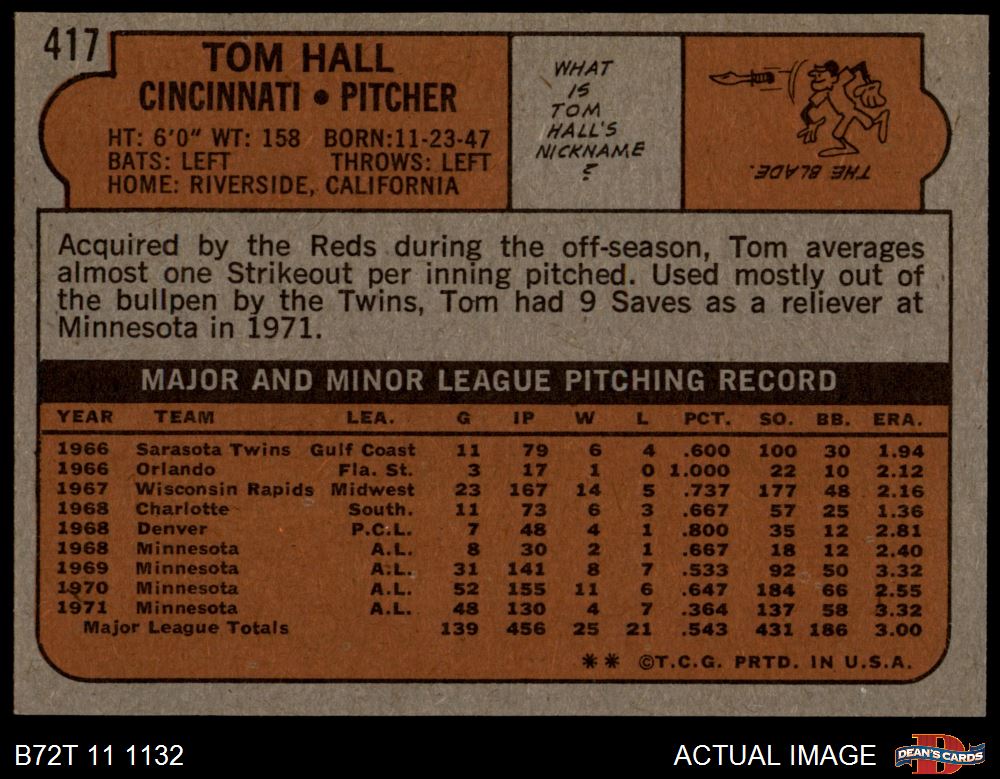 417
TOM HALL
CINCINNATI • PITCHER
HT: 6'0" WT: 158 BORN:11-23-47
BATS: LEFT THROWS: LEFT
HOME: RIVERSIDE, CALIFORNIA
WHAT
IS
TOM
HALL'S
NICKNAME
?
THE BLADE.
Acquired by the Reds during the off-season, Tom averages
almost one Strikeout per inning pitched. Used mostly out of
the bullpen by the Twins, Tom had 9 Saves as a reliever at
Minnesota in 1971.
MAJOR AND MINOR LEAGUE PITCHING RECORD
YEAR TEAM LEA. G IP W L PCT. SO. BB. ERA.
1966 Sarasota Twins Gulf Coast 11 79 6 4 .600 100 30 1.94
1966 Orlando Fla. St. 3 17 1 0 1.000 22 10 2.12
1967 Wisconsin Rapids Midwest 23 167 14 5 .737 177 48 2.16
1968 Charlotte South. 11 73 6 3 .667 57 25 1.36
1968 Denver P.C.L. 7 48 4 1 .800 35 12 2.81
1968 Minnesota A.L. 8 30 2 1 .667 18 12 2.40
1969 Minnesota A.L. 31 141 8 7 .533 92 50 3.32
1970 Minnesota A.L. 52 155 11 6 .647 184 66 2.55
1971 Minnesota A.L. 48 130 4 7 .364 137 58 3.32
Major League Totals 139 456 25 21 .543 431 186 3.00
** ©T.C.G. PRTD. IN U.S.A.
B72T 11 1132
ACTUAL IMAGE
D
DEAN'S CARDS